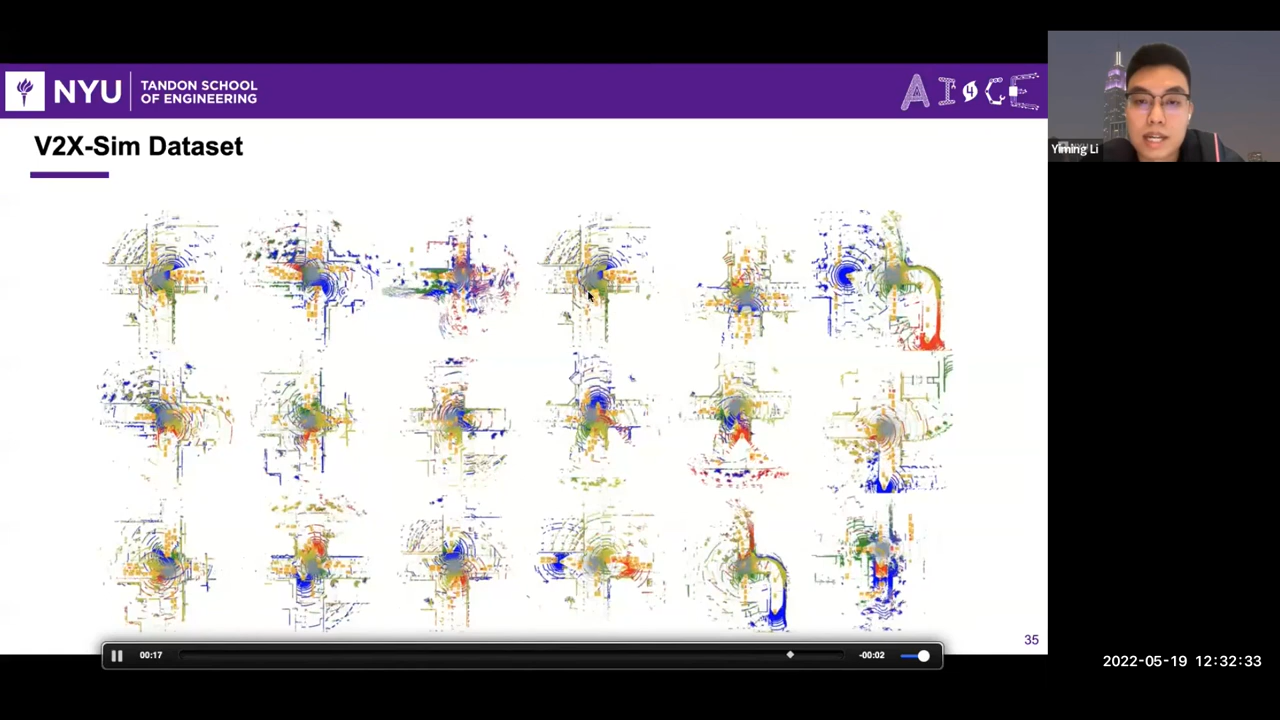 NYU
TANDON SCHOOL
OF ENGINEERING
AI4CE
V2X-Sim Dataset
Yiming Li
35
00:17
-00:02
2022-05-19 12:32:33